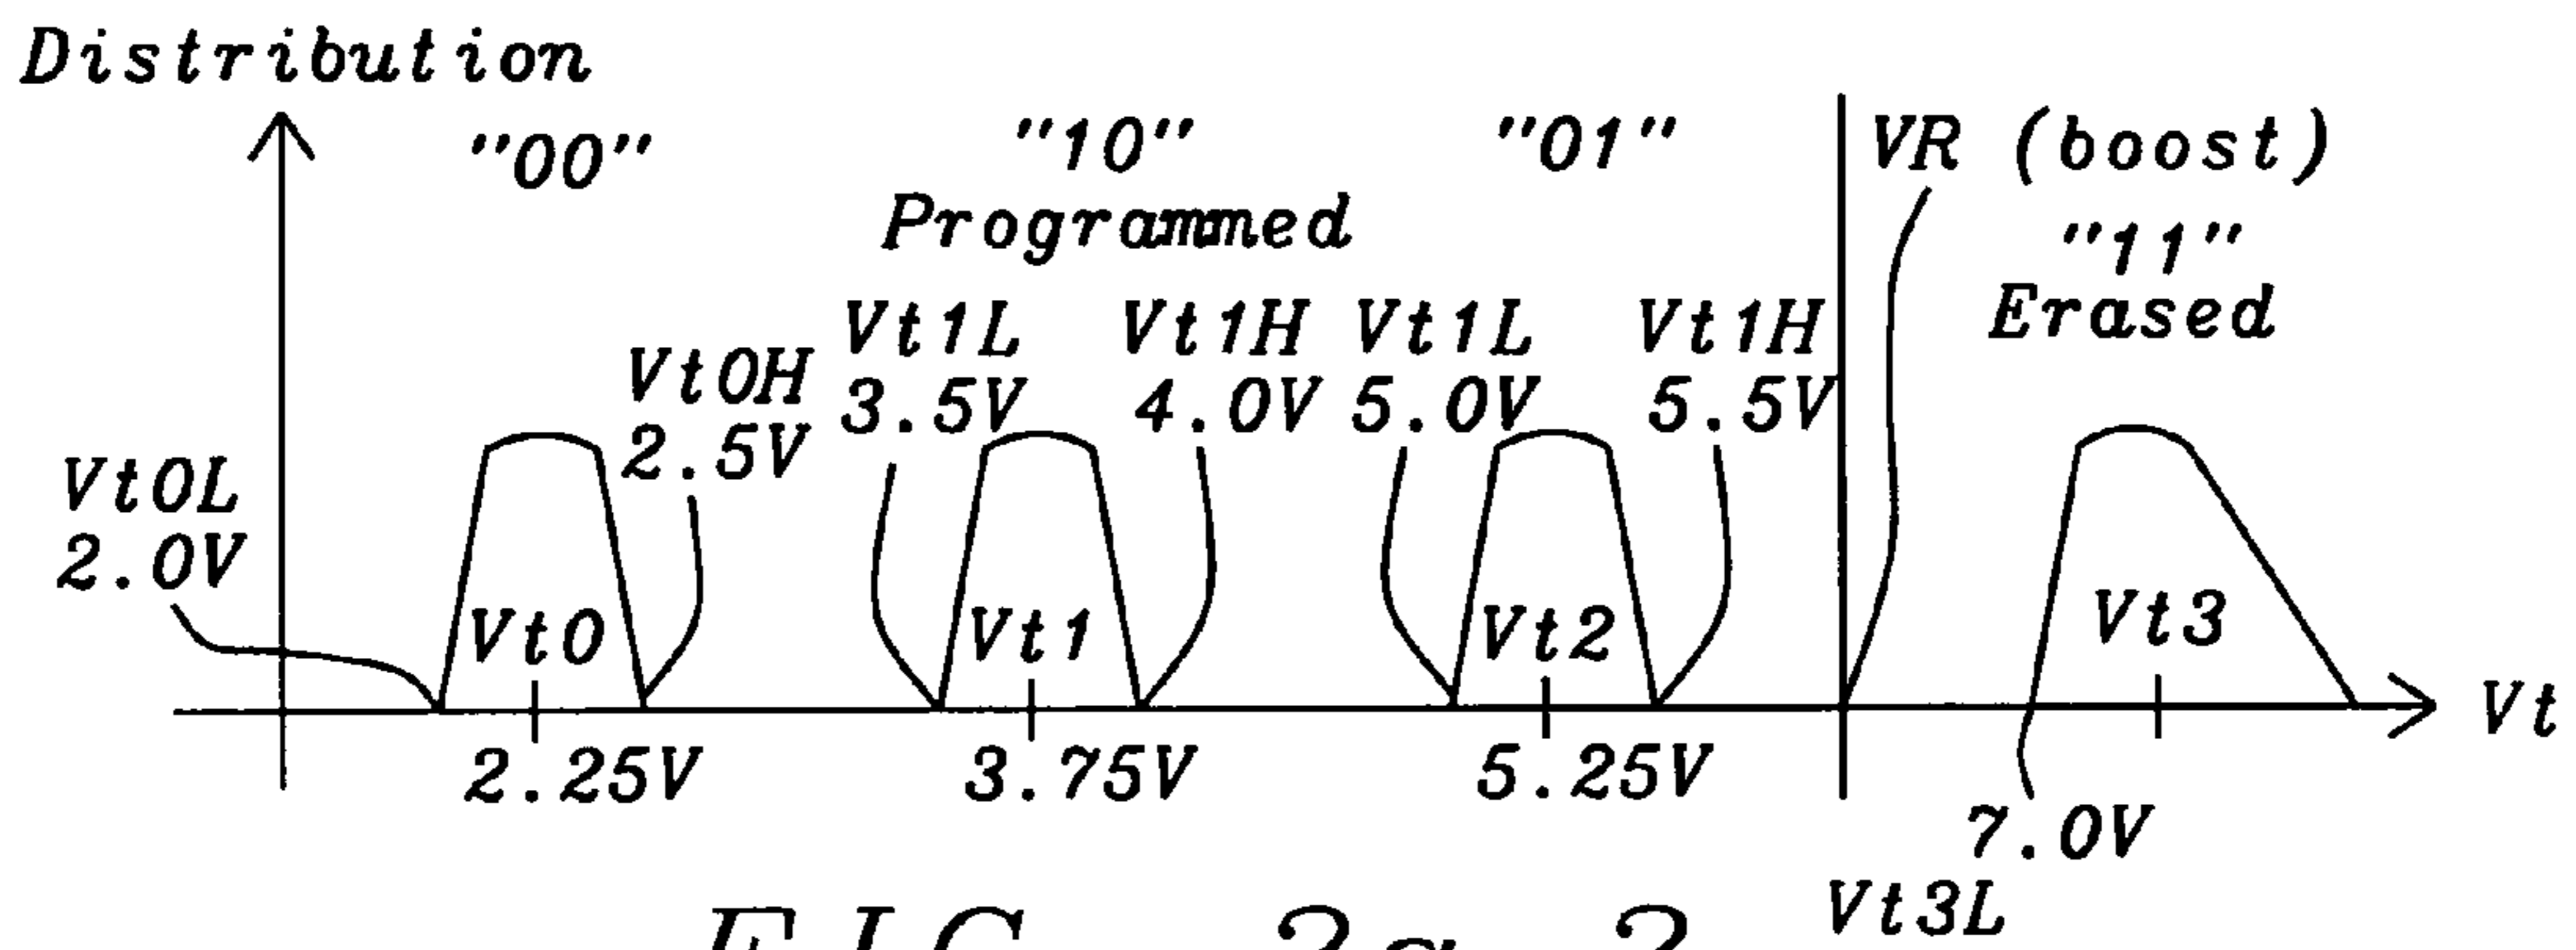 Distribution
"00"
"10"
Programmed
"01"
VR (boost)
"11"
Erased
Vt0L
2.0V
Vt0H
2.5V
Vt1L
3.5V
Vt1H
4.0V
Vt1L
5.0V
Vt1H
5.5V
Vt0
Vt1
Vt2
Vt3
Vt
2.25V
3.75V
5.25V
7.0V
Vt3L